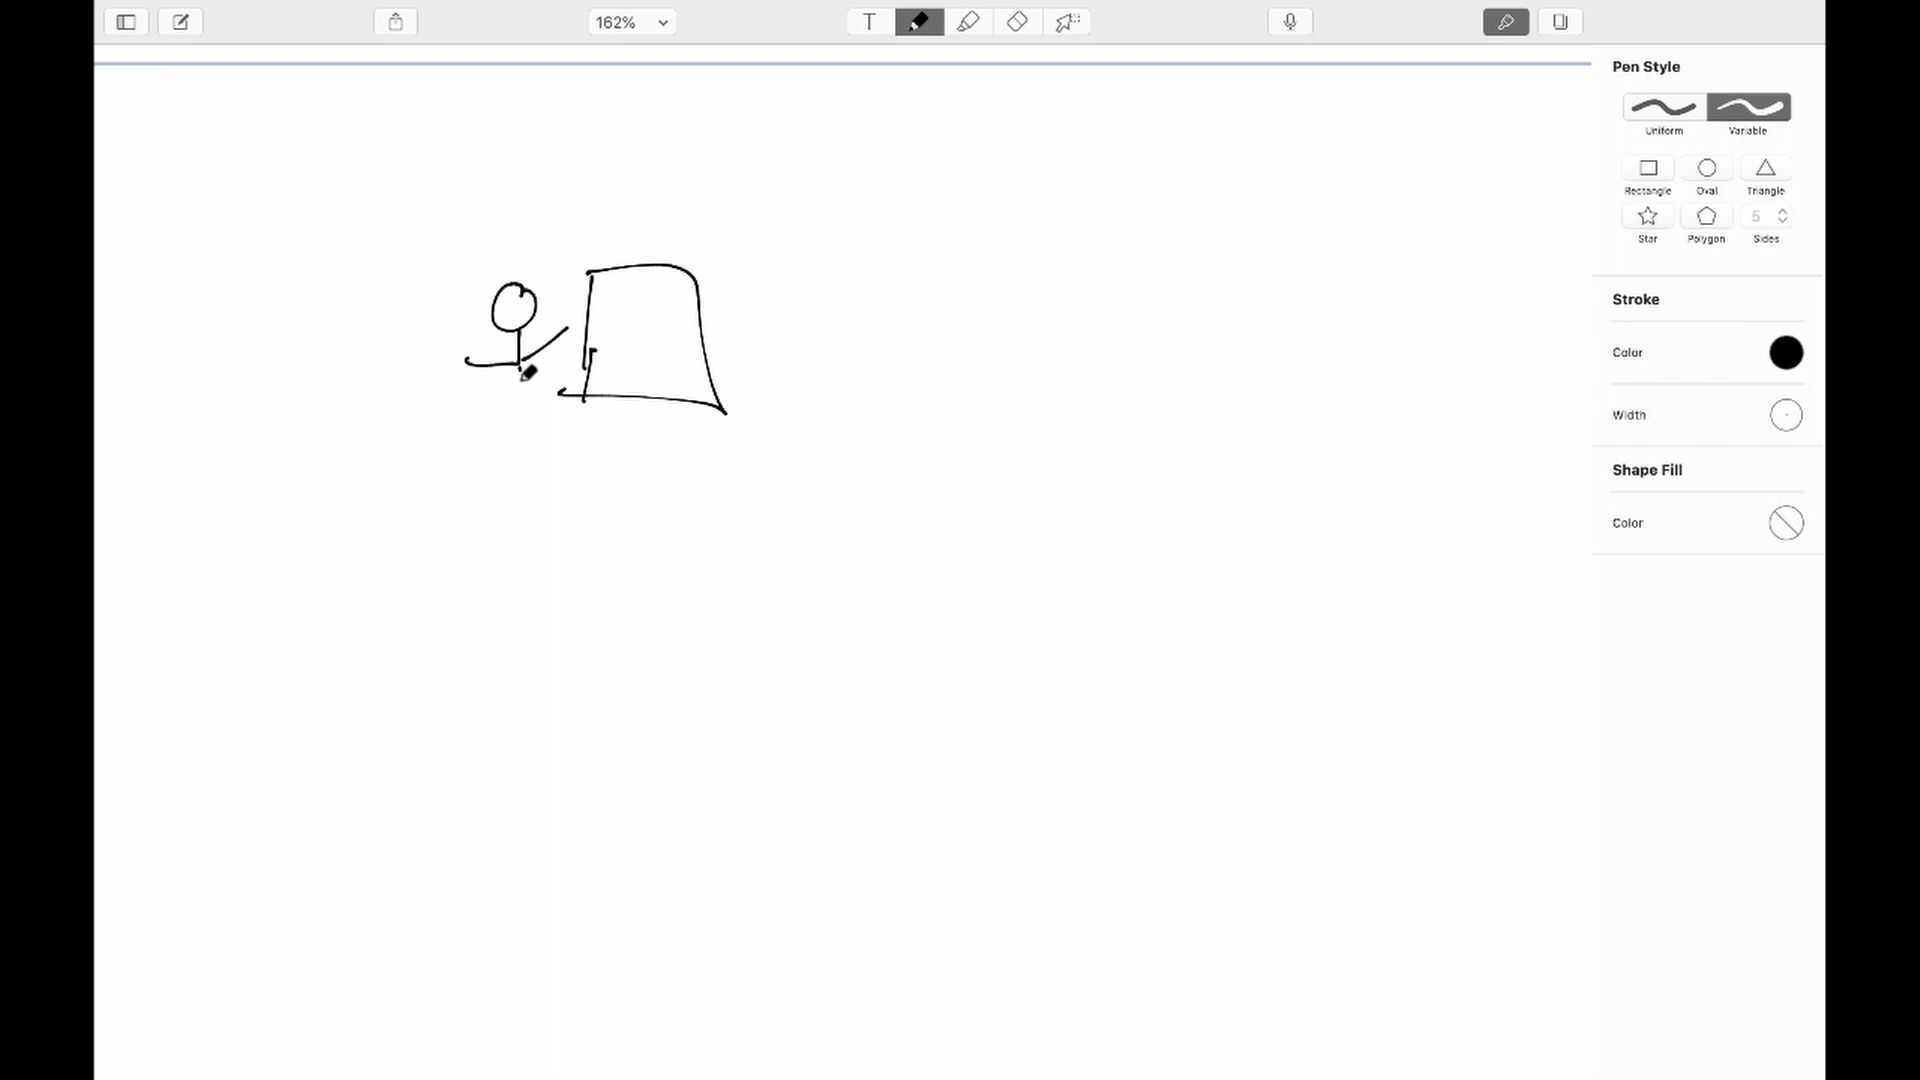 162%
T
Pen Style
Uniform Variable
Rectangle Oval Triangle
5
Star Polygon Sides
Stroke
Color
Width
Shape Fill
Color